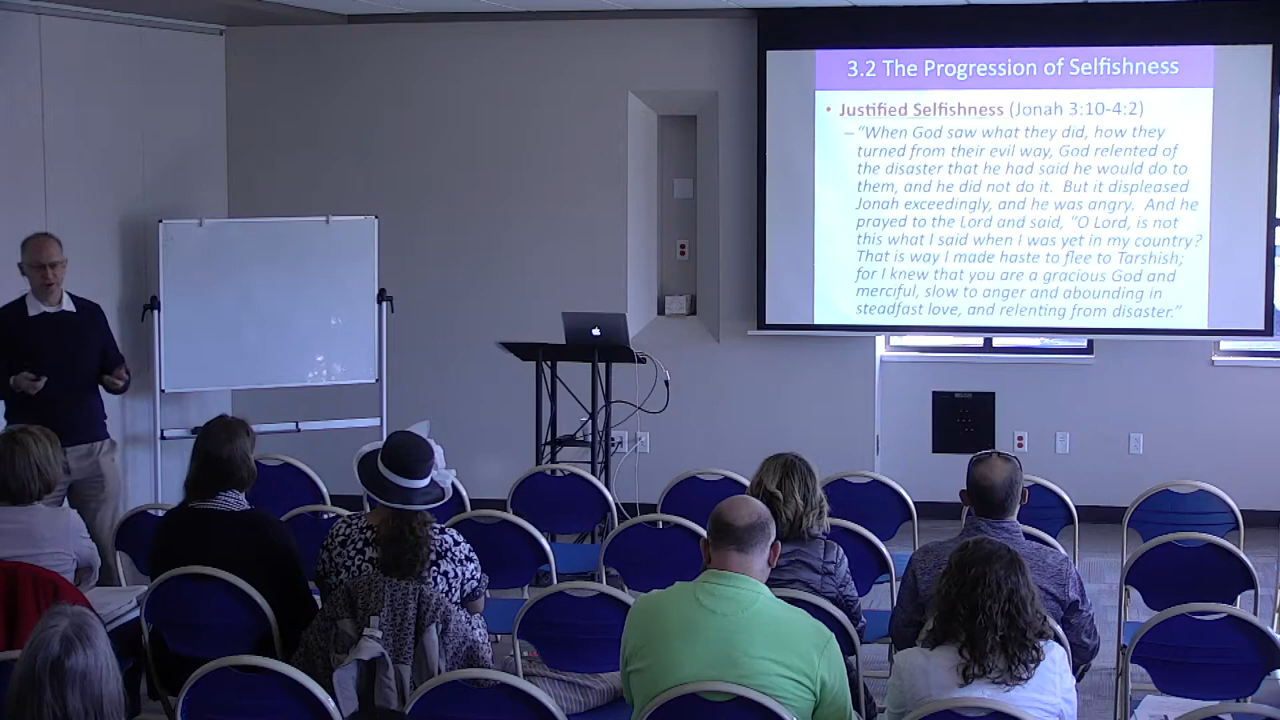 3.2 The Progression of Selfishness
• Justified Selfishness (Jonah 3:10-4:2)
– “When God saw what they did, how they
turned from their evil way, God relented of
the disaster that he had said he would do to
them, and he did not do it. But it displeased
Jonah exceedingly, and he was angry. And he
prayed to the Lord and said, “O Lord, is not
this what I said when I was yet in my country?
That is way I made haste to flee to Tarshish;
for I knew that you are a gracious God and
merciful, slow to anger and abounding in
steadfast love, and relenting from disaster.”